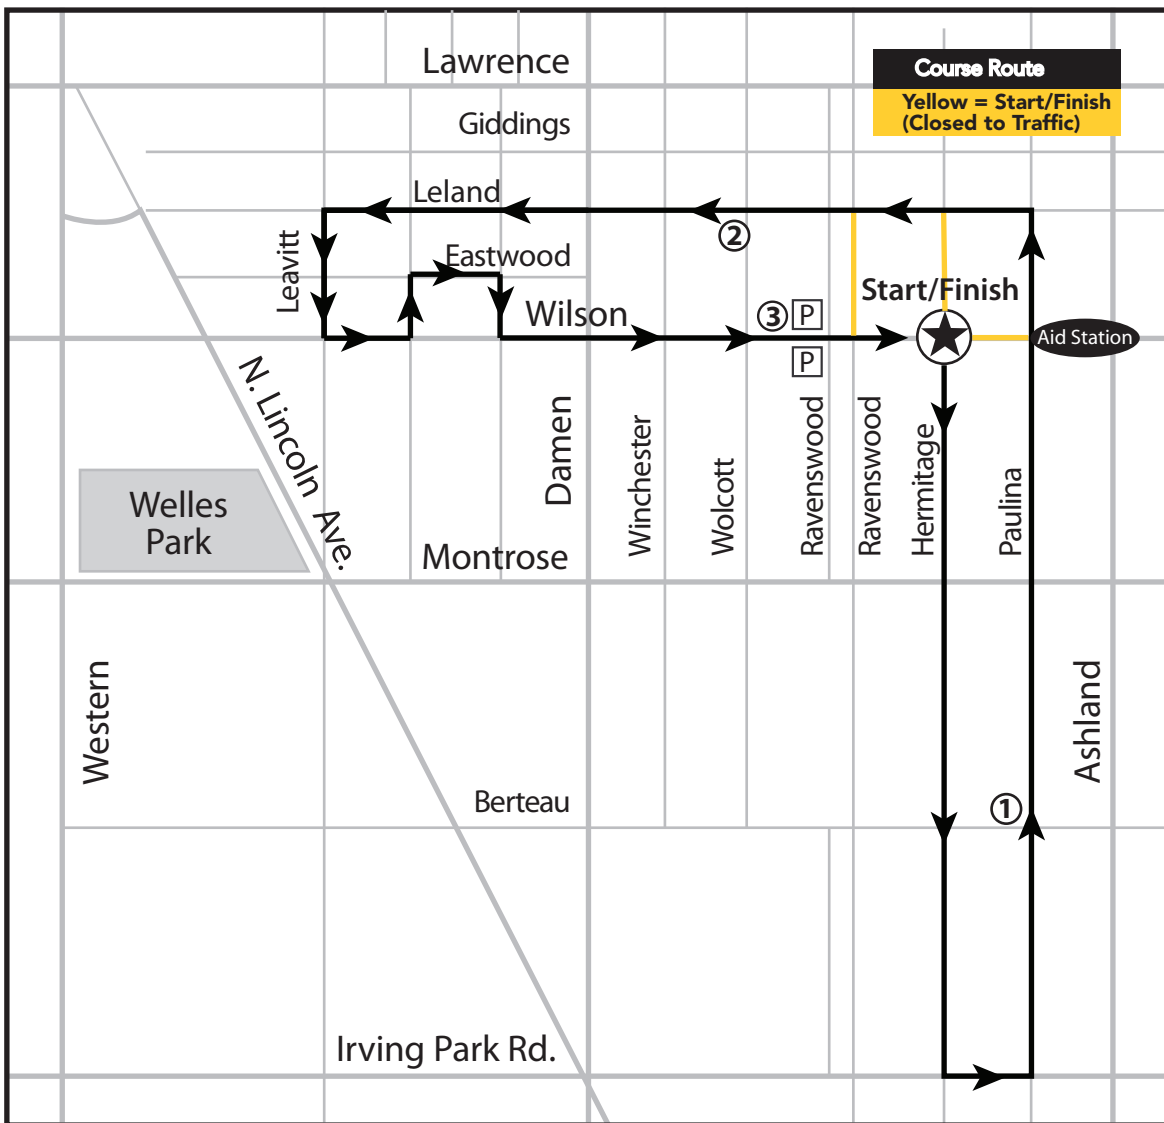 Lawrence
Course Route
Yellow = Start/Finish
(Closed to Traffic)
Giddings
Leland
2
Leavitt
Eastwood
Start/Finish
Wilson
3
P
P
Aid Station
N. Lincoln Ave.
Damen
Winchester
Wolcott
Ravenswood
Ravenswood
Hermitage
Paulina
Welles
Park
Montrose
Western
Ashland
Berteau
1
Irving Park Rd.